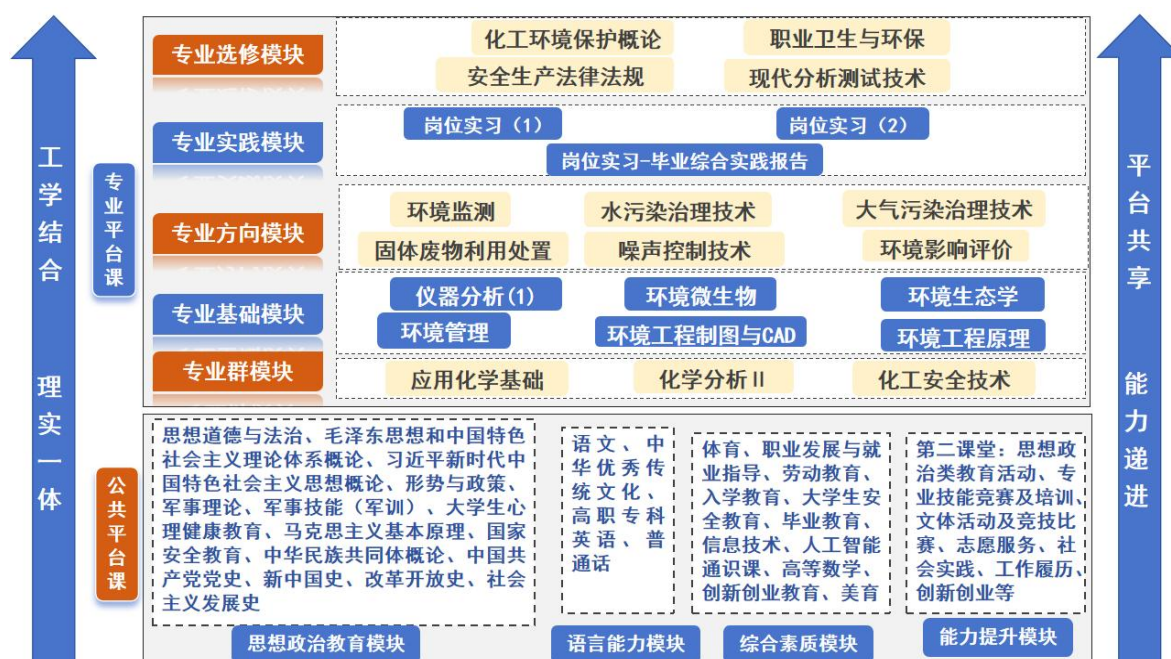 工学结合
理实一体
专业平台课
专业选修模块
化工环境保护概论
职业卫生与环保
安全生产法律法规
现代分析测试技术
专业实践模块
岗位实习（1）
岗位实习（2）
岗位实习-毕业综合实践报告
专业方向模块
环境监测
水污染治理技术
大气污染治理技术
固体废物利用处置
噪声控制技术
环境影响评价
专业基础模块
仪器分析(1)
环境微生物
环境生态学
环境管理
环境工程制图与CAD
环境工程原理
专业群模块
应用化学基础
化学分析Ⅱ
化工安全技术
公共平台课
思想道德与法治、毛泽东思想和中国特色
社会主义理论体系概论、习近平新时代中
国特色社会主义思想概论、形势与政策、
军事理论、军事技能（军训）、大学生心
理健康教育、马克思主义基本原理、国家
安全教育、中华民族共同体概论、中国共
产党党史、新中国史、改革开放史、社会
主义发展史
思想政治教育模块
语文、中
华优秀传
统文化、
高职专科
英语、普
通话
语言能力模块
体育、职业发展与就
业指导、劳动教育、
入学教育、大学生安
全教育、毕业教育、
信息技术、人工智能
通识课、高等数学、
创新创业教育、美育
综合素质模块
第二课堂：思想政
治类教育活动、专
业技能竞赛及培训、
文体活动及竞技比
赛、志愿服务、社
会实践、工作履历、
创新创业等
能力提升模块
平台共享
能力递进